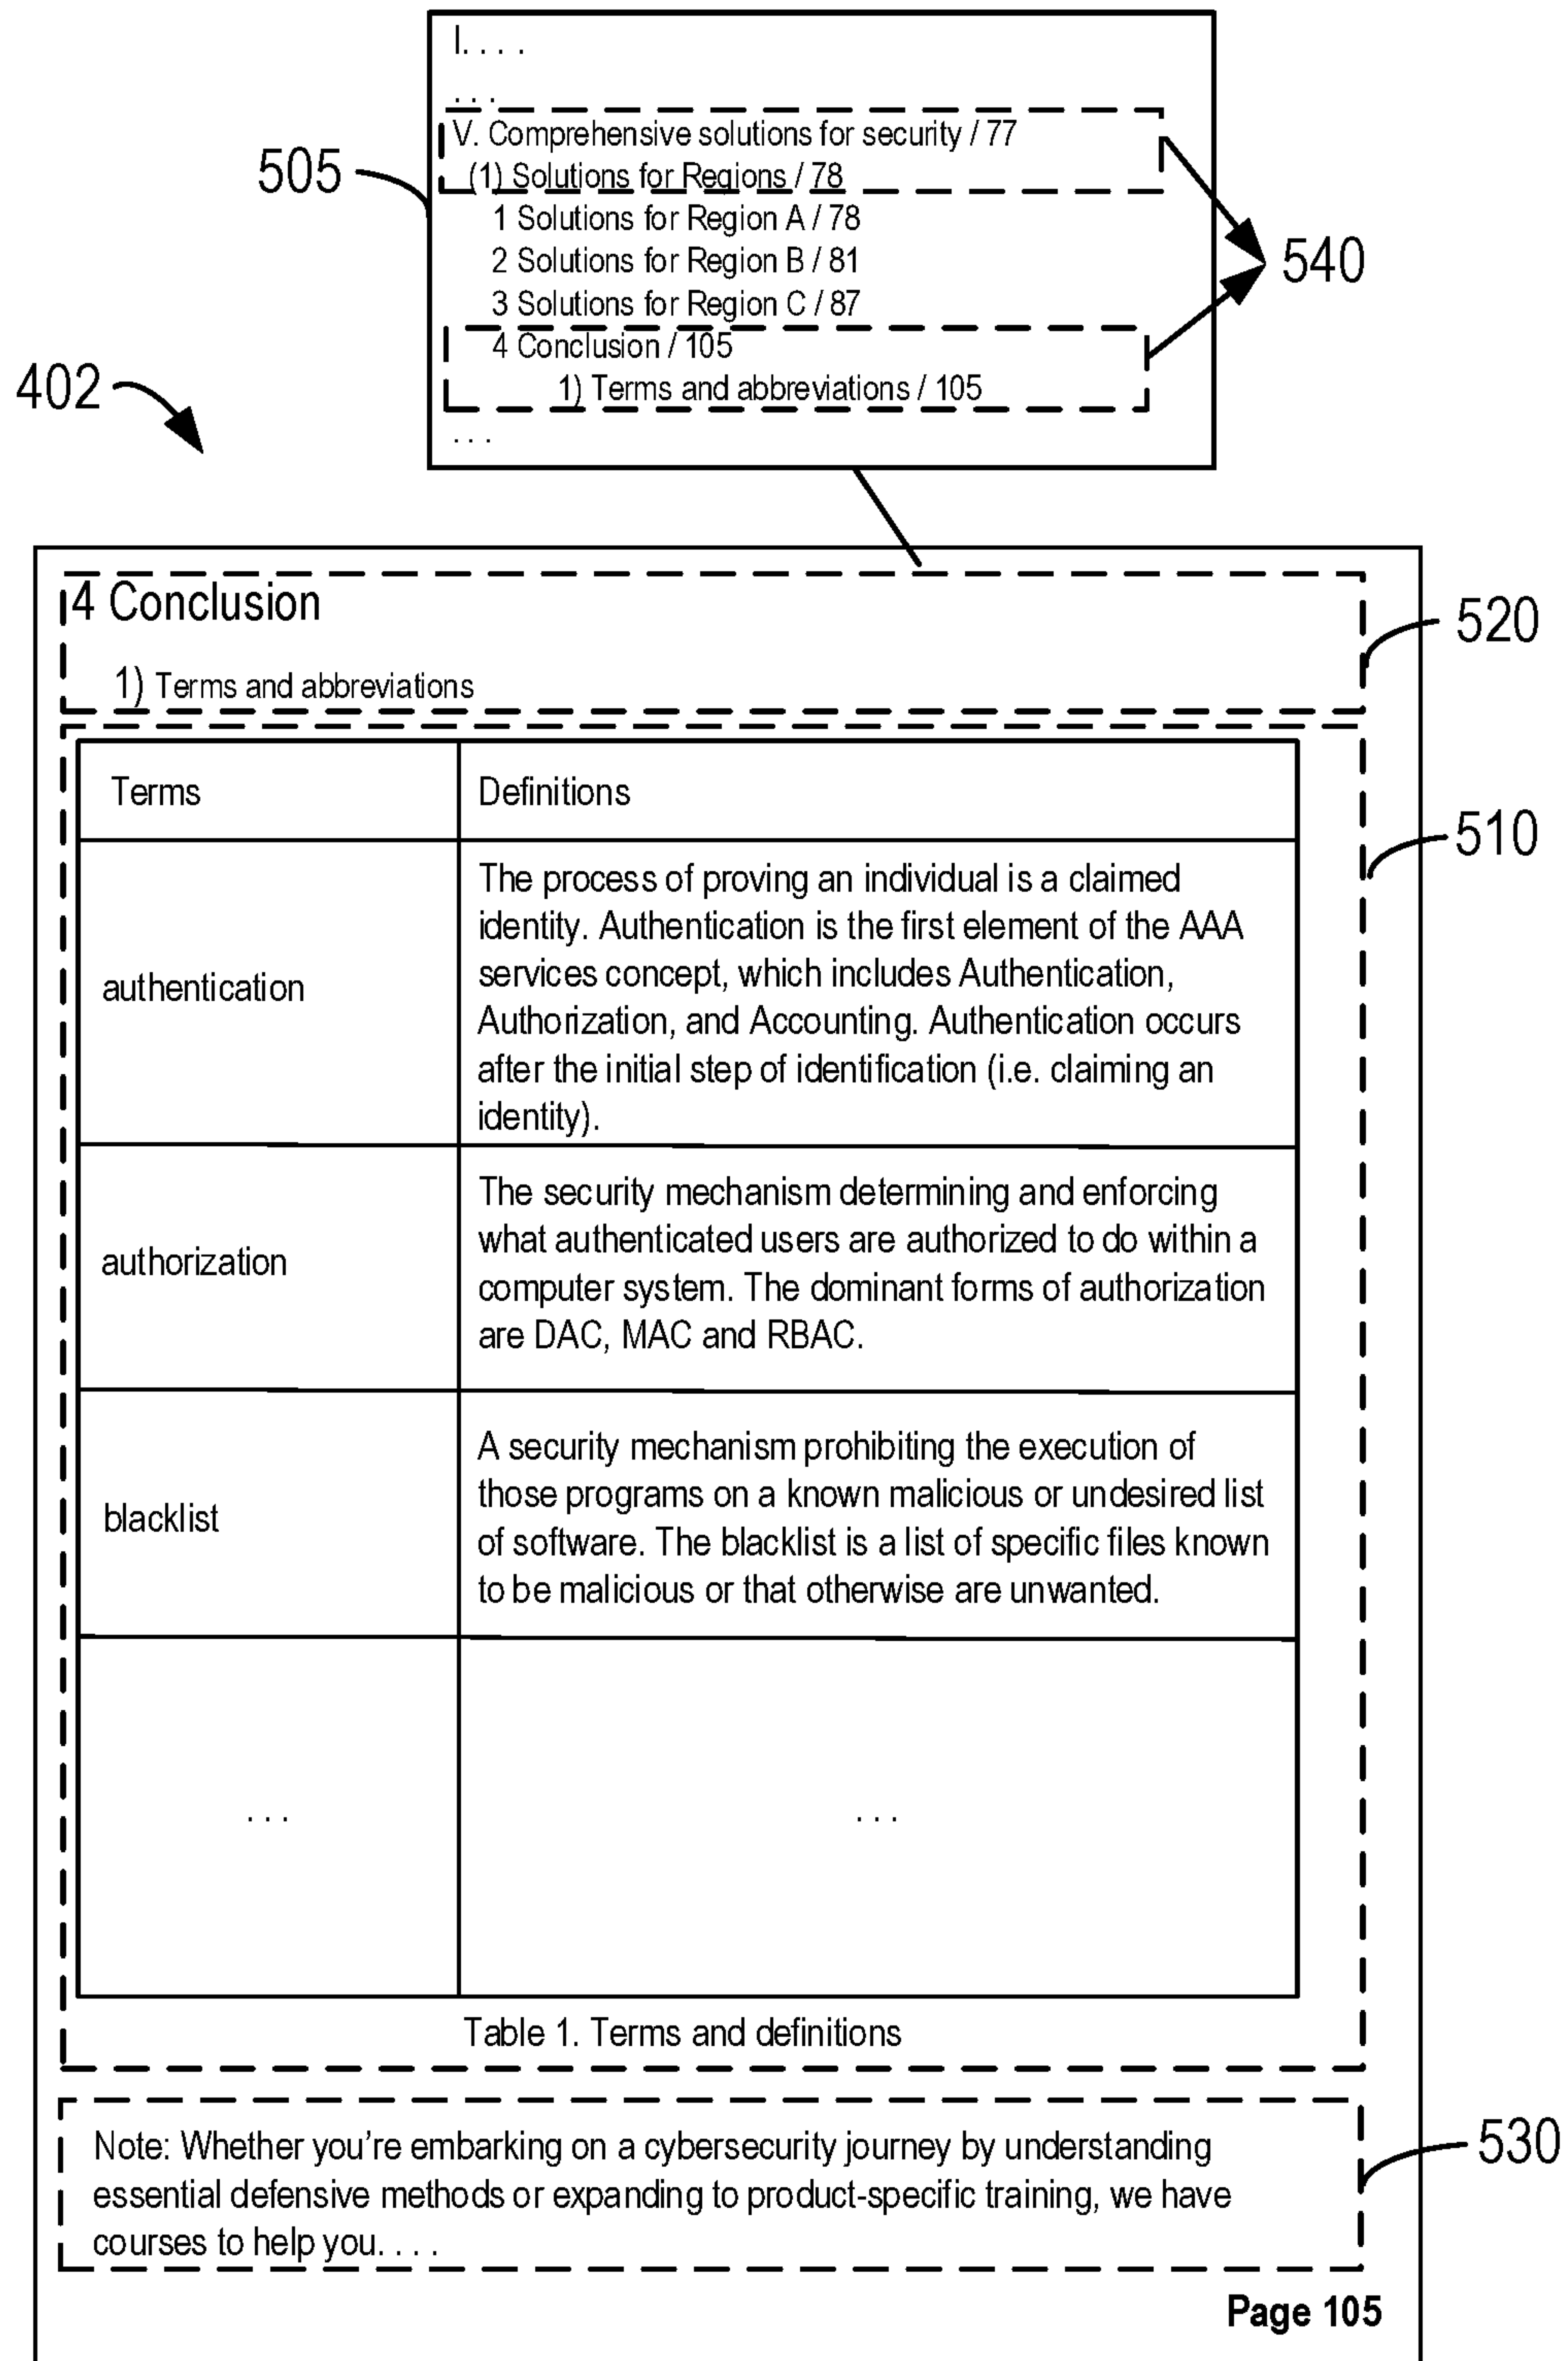 I. . . .
. . .
V. Comprehensive solutions for security / 77
(1) Solutions for Regions / 78
1 Solutions for Region A / 78
2 Solutions for Region B / 81
3 Solutions for Region C / 87
4 Conclusion / 105
1) Terms and abbreviations / 105
. . .
505
540
402
4 Conclusion
1) Terms and abbreviations
520
Terms
Definitions
510
authentication
The process of proving an individual is a claimed
identity. Authentication is the first element of the AAA
services concept, which includes Authentication,
Authorization, and Accounting. Authentication occurs
after the initial step of identification (i.e. claiming an
identity).
authorization
The security mechanism determining and enforcing
what authenticated users are authorized to do within a
computer system. The dominant forms of authorization
are DAC, MAC and RBAC.
blacklist
A security mechanism prohibiting the execution of
those programs on a known malicious or undesired list
of software. The blacklist is a list of specific files known
to be malicious or that otherwise are unwanted.
. . .
. . .
Table 1. Terms and definitions
Note: Whether you're embarking on a cybersecurity journey by understanding
essential defensive methods or expanding to product-specific training, we have
courses to help you. . . .
530
Page 105